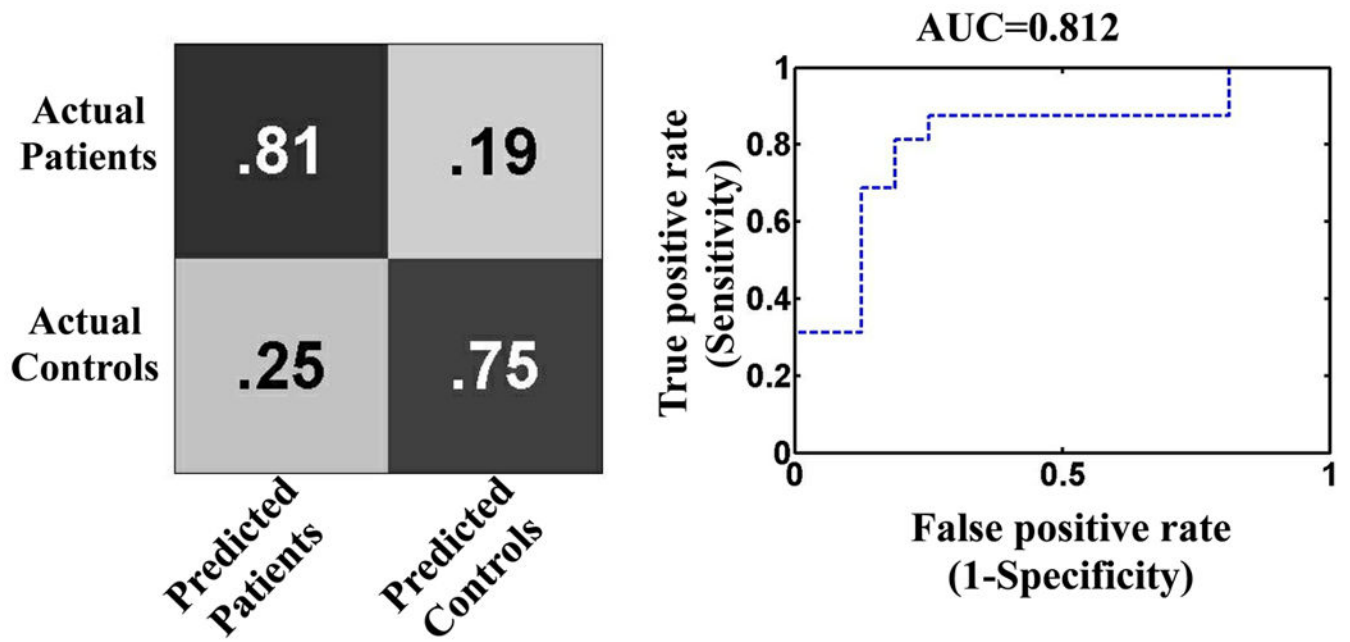 Actual
Patients
.81
.19
Actual
Controls
.25
.75
Predicted
Patients
Predicted
Controls
AUC=0.812
True positive rate
(Sensitivity)
1
0.8
0.6
0.4
0.2
0
0
0.5
1
False positive rate
(1-Specificity)